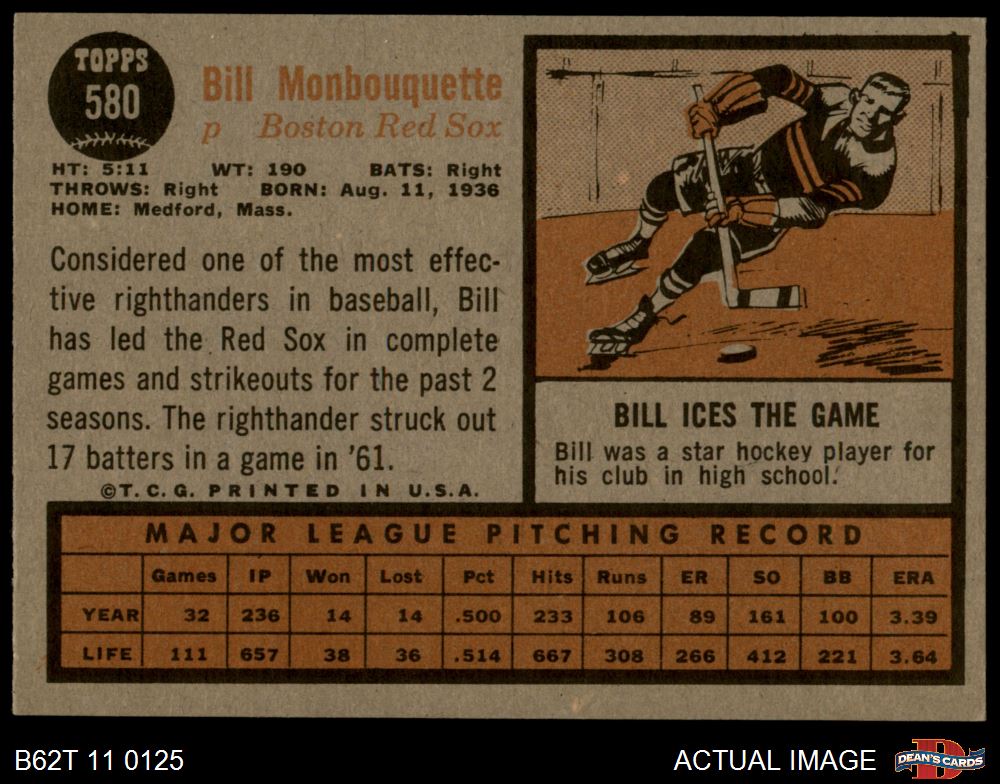 TOPPS
580
Bill Monbouquette
p Boston Red Sox
HT: 5:11 WT: 190 BATS: Right
THROWS: Right BORN: Aug. 11, 1936
HOME: Medford, Mass.
Considered one of the most effec-
tive righthanders in baseball, Bill
has led the Red Sox in complete
games and strikeouts for the past 2
seasons. The righthander struck out
17 batters in a game in '61.
©T.C.G. PRINTED IN U.S.A.
BILL ICES THE GAME
Bill was a star hockey player for
his club in high school.
MAJOR LEAGUE PITCHING RECORD
Games IP Won Lost Pct Hits Runs ER SO BB ERA
YEAR 32 236 14 14 .500 233 106 89 161 100 3.39
LIFE 111 657 38 36 .514 667 308 266 412 221 3.64
B62T 11 0125
ACTUAL IMAGE
D
DEAN'S CARDS